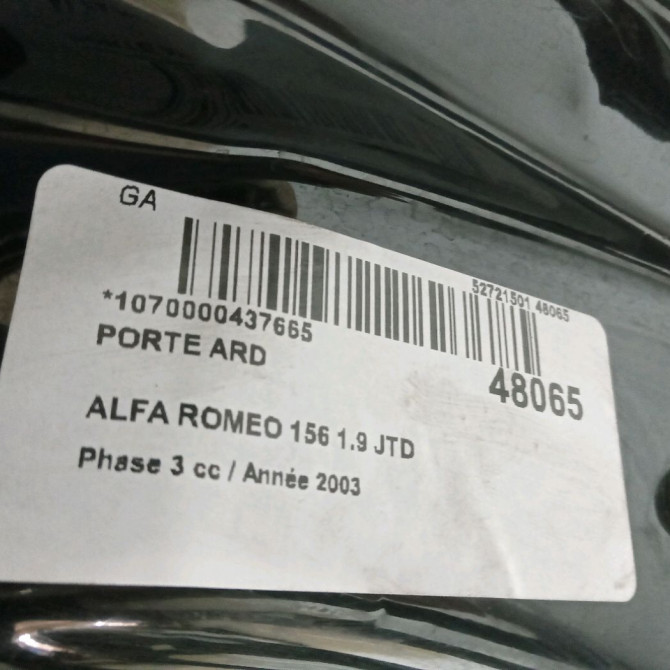 GA
52721501 48065
*1070000437665
48065
PORTE ARD
ALFA ROMEO 156 1.9 JTD
Phase 3 cc / Année 2003